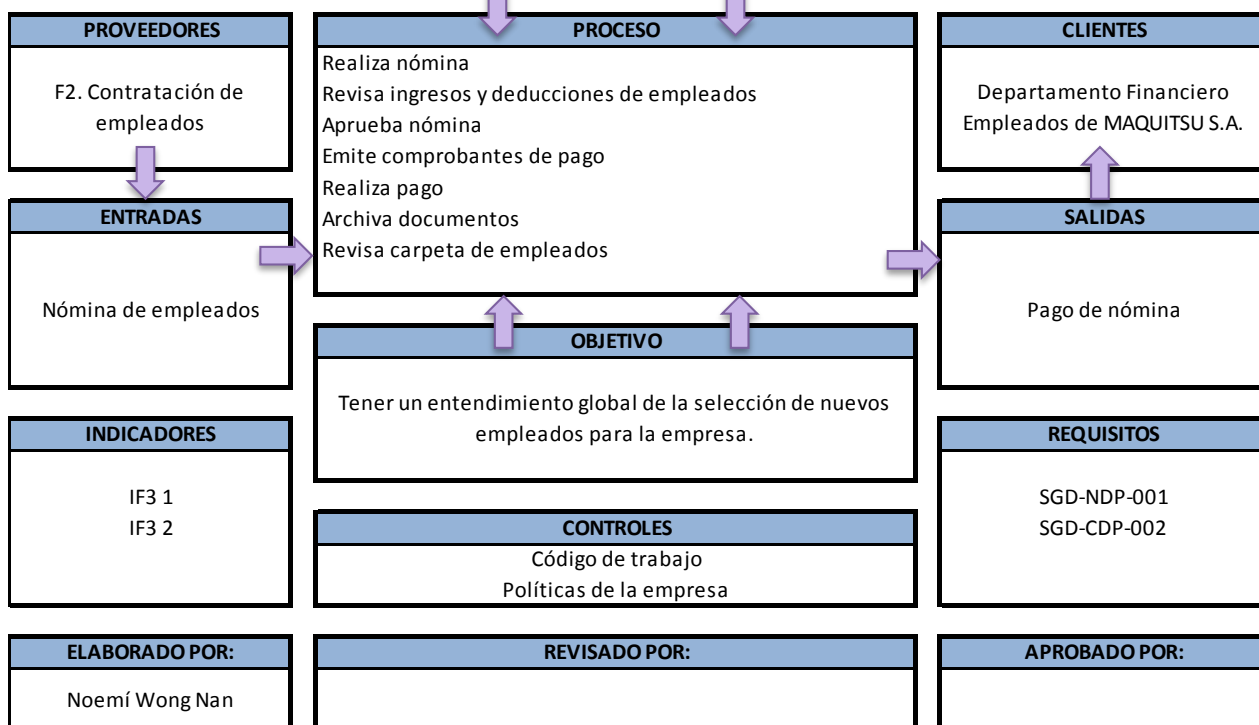 PROVEEDORES
F2. Contratación de
empleados
PROCESO
Realiza nómina
Revisa ingresos y deducciones de empleados
Aprueba nómina
Emite comprobantes de pago
Realiza pago
Archiva documentos
Revisa carpeta de empleados
CLIENTES
Departamento Financiero
Empleados de MAQUITSU S.A.
ENTRADAS
Nómina de empleados
SALIDAS
Pago de nómina
OBJETIVO
Tener un entendimiento global de la selección de nuevos
empleados para la empresa.
INDICADORES
IF3 1
IF3 2
REQUISITOS
SGD-NDP-001
SGD-CDP-002
CONTROLES
Código de trabajo
Políticas de la empresa
ELABORADO POR:
Noemí Wong Nan
REVISADO POR:
APROBADO POR: